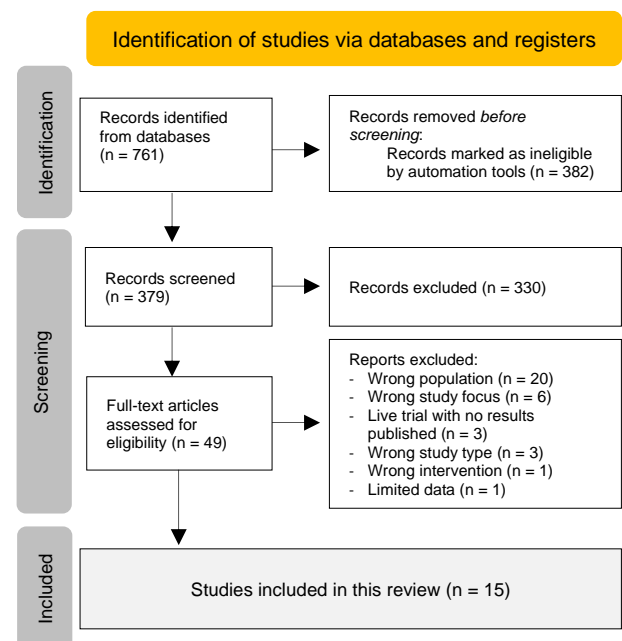 Identification of studies via databases and registers
Identification
Records identified
from databases
(n = 761)
Records removed before
screening:
Records marked as ineligible
by automation tools (n = 382)
Screening
Records screened
(n = 379)
Records excluded (n = 330)
Full-text articles
assessed for
eligibility (n = 49)
Reports excluded:
- Wrong population (n = 20)
- Wrong study focus (n = 6)
- Live trial with no results
published (n = 3)
- Wrong study type (n = 3)
- Wrong intervention (n = 1)
- Limited data (n = 1)
Included
Studies included in this review (n = 15)